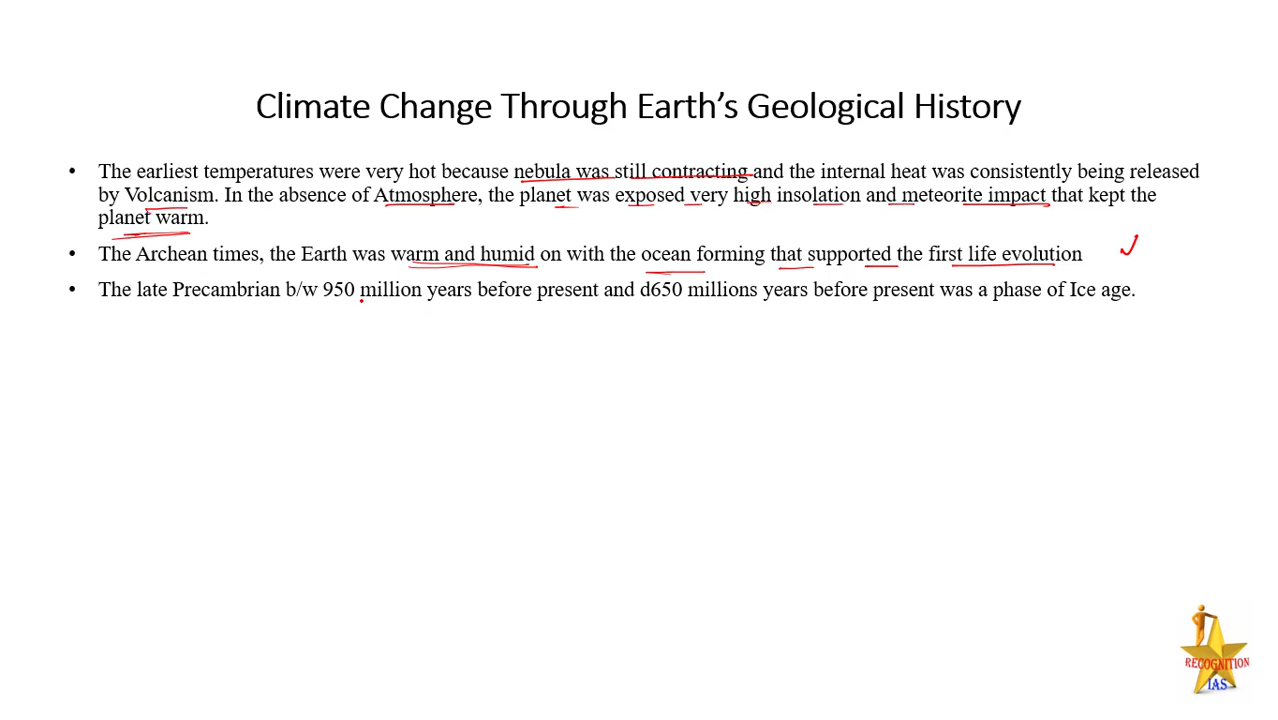 Climate Change Through Earth’s Geological History
• The earliest temperatures were very hot because nebula was still contracting and the internal heat was consistently being released
by Volcanism. In the absence of Atmosphere, the planet was exposed very high insolation and meteorite impact that kept the
planet warm.
• The Archean times, the Earth was warm and humid on with the ocean forming that supported the first life evolution
• The late Precambrian b/w 950 million years before present and d650 millions years before present was a phase of Ice age.
RECOGNITION
IAS